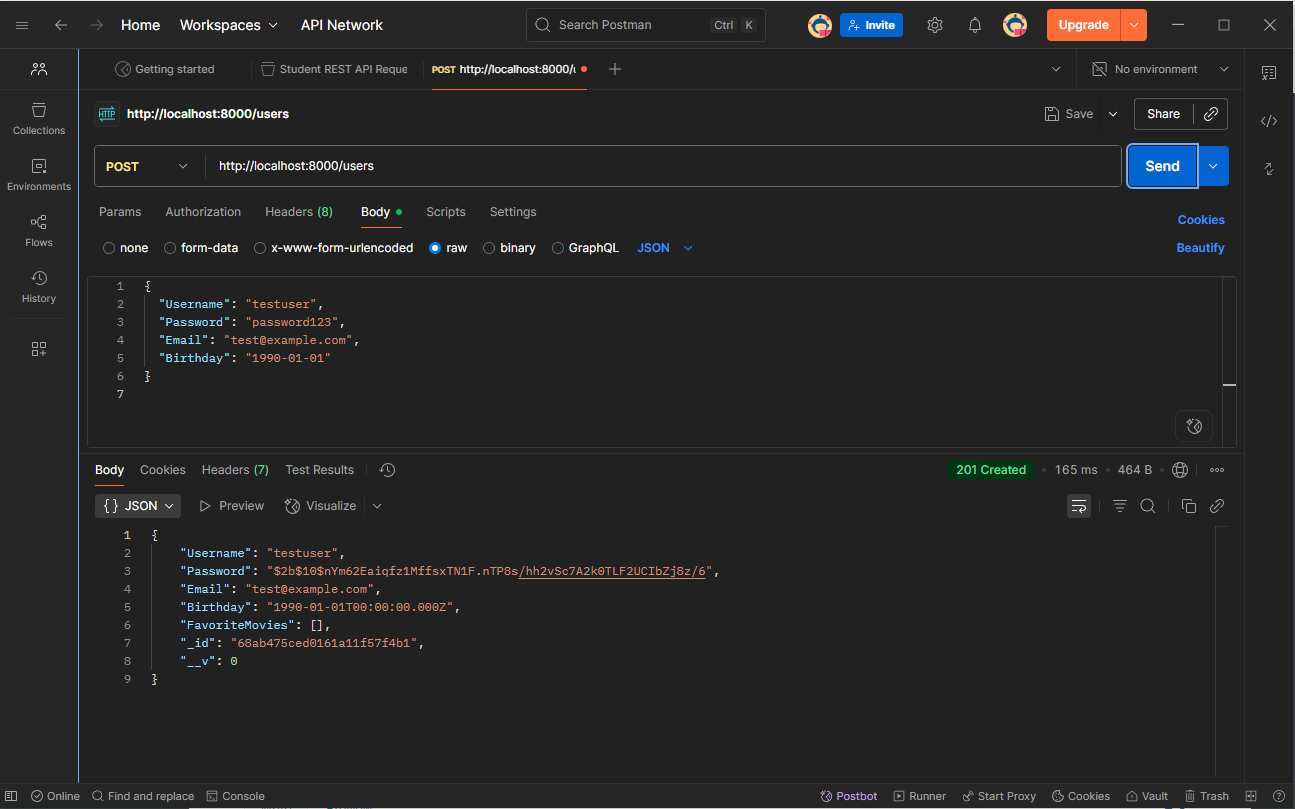 Home Workspaces API Network Search Postman Ctrl K Invite Upgrade
Getting started Student REST API Reque POST http://localhost:8000/u No environment
HTTP http://localhost:8000/users Save Share
Collections
Environments
Flows
History
POST http://localhost:8000/users Send
Params Authorization Headers (8) Body Scripts Settings Cookies
none form-data x-www-form-urlencoded raw binary GraphQL JSON Beautify
1 {
2 "Username": "testuser",
3 "Password": "password123",
4 "Email": "test@example.com",
5 "Birthday": "1990-01-01"
6 }
7
Body Cookies Headers (7) Test Results 201 Created 165 ms 464 B
{} JSON Preview Visualize
1 {
2 "Username": "testuser",
3 "Password": "$2b$10$nYm62Eaiqfz1MffsxTN1F.nTP8s/hh2vSc7A2k0TLF2UCIbZj8z/6",
4 "Email": "test@example.com",
5 "Birthday": "1990-01-01T00:00:00.000Z",
6 "FavoriteMovies": [],
7 "_id": "68ab475ced0161a11f57f4b1",
8 "__v": 0
9 }
Online Find and replace Console Postbot Runner Start Proxy Cookies Vault Trash